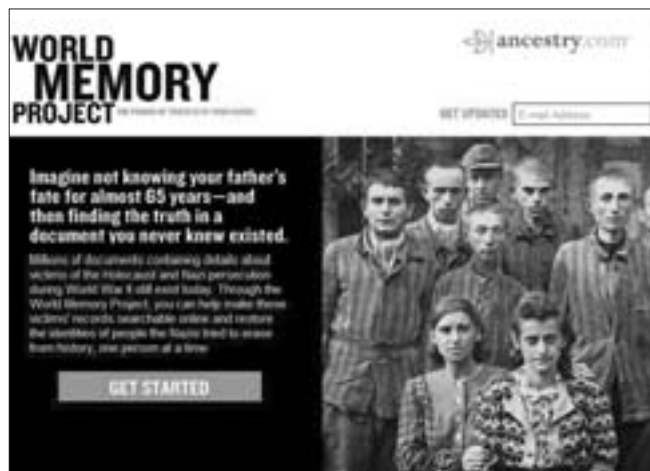 WORLD
MEMORY
PROJECT
ancestry.com
GET UPDATED E-mail Address
Imagine not knowing your father's
fate for almost 65 years—and
then finding the truth in a
document you never knew existed.
Millions of documents containing details about
victims of the Holocaust and Nazi persecution
during World War II still exist today. Through the
World Memory Project, you can help make these
victims' records searchable online and restore
the identities of people the Nazis tried to erase
from history, one person at a time
GET STARTED